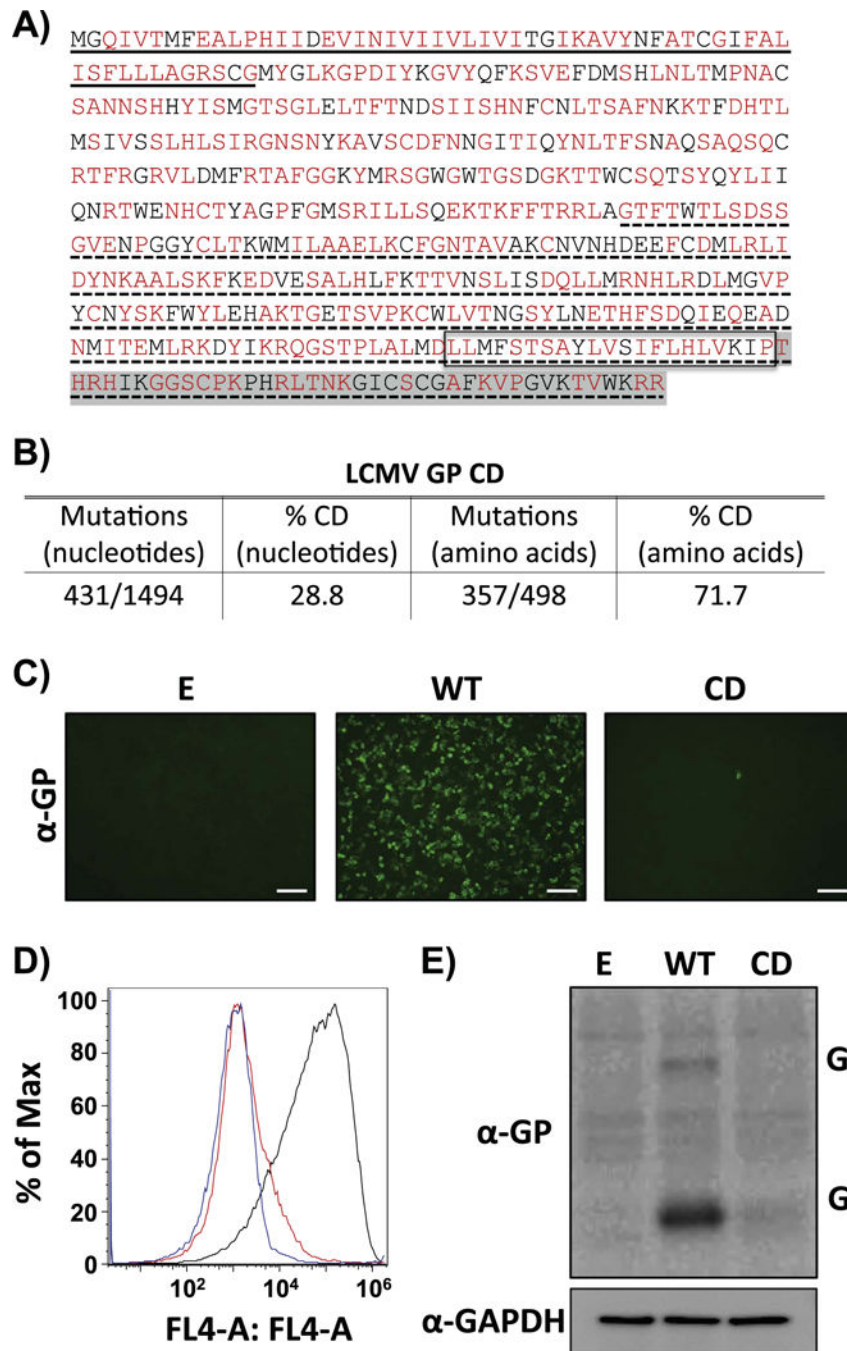 A)
MGQIVTMFEALPHIIDEVINIVIIVLIVITGIKAVYNFATCGIFAL
ISFLLLAGRSCGMYGLKGPDIYKGVYQFKSVEFDMSHLNLTMPNAC
SANNSHHYISMGTSGLELTFTNDSIISHNFCNLTSAFNKKTFDHTL
MSIVSSLHLSIRGNSNYKAVSCDFNNGITIQYNLTFSNAQSAQSQC
RTFRGRVLDMFRTAFGGKYMRSGWGWTGSDGKTTWCSQTSYQYLII
QNRTWENHCTYAGPFGMSRILLSQEKTKFFTRRLAGTFTWTLSDSS
GVENPGGYCLTKWMILAAELKCFGNTAVAKCNVNHDEEFCDMLRLI
DYNKAALSKFKEDVESALHLFKTTVNSLISDQLLMRNHLRDLMGVP
YCNYSKFWYLEHAKTGETSVPKCWLVTNGSYLNETHFSDQIEQEAD
NMITEMLRKDYIKRQGSTPLALMDLLMFSTSAYLVSIFLHLVKIPT
HRHIKGGSCPKPHRLTNKGICSCGAFKVPGVKTVWKRR
B)
LCMV GP CD
Mutations (nucleotides) % CD (nucleotides) Mutations (amino acids) % CD (amino acids)
431/1494 28.8 357/498 71.7
C)
E WT CD
α-GP
D)
100
80
60
40
20
0
% of Max
10² 10⁴ 10⁶
FL4-A: FL4-A
E)
E WT CD
G
α-GP
G
α-GAPDH